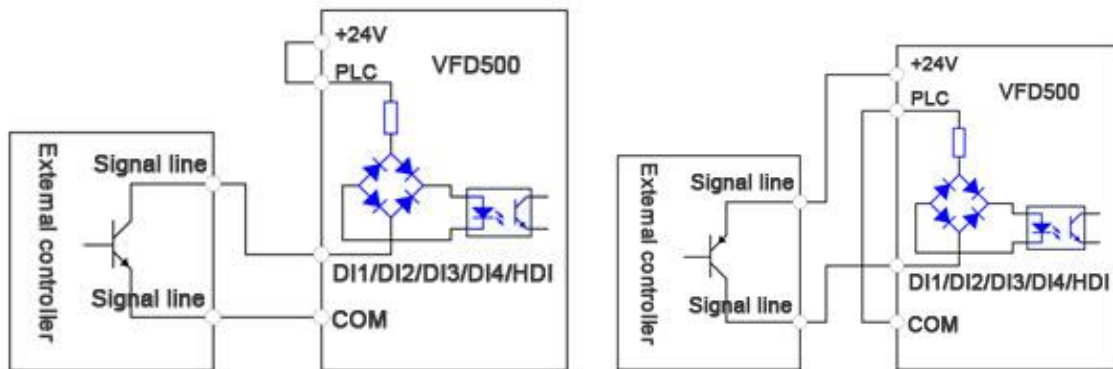 +24V
PLC
VFD500
External controller
Signal line
Signal line
DI1/DI2/DI3/DI4/HDI
COM
+24V
PLC
VFD500
External controller
Signal line
Signal line
DI1/DI2/DI3/DI4/HDI
COM